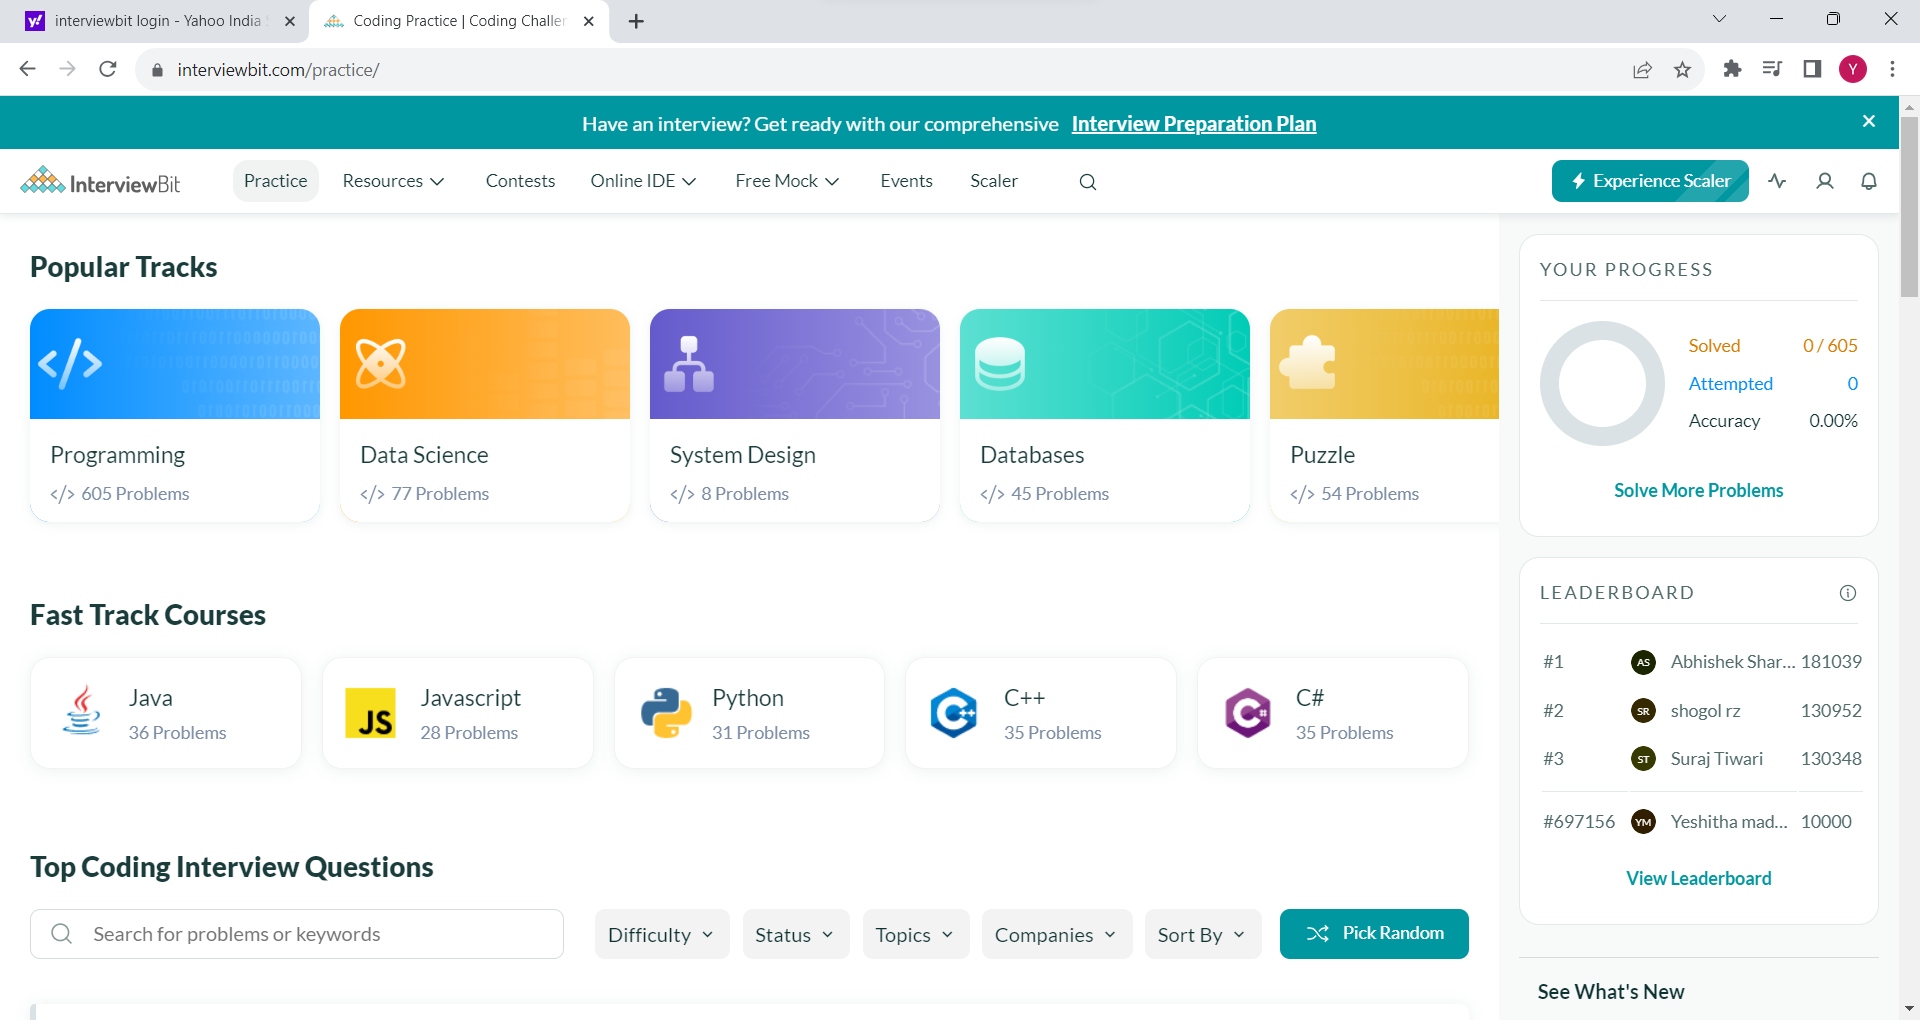 interviewbit login - Yahoo India
Coding Practice | Coding Challen
interviewbit.com/practice/
Y
Have an interview? Get ready with our comprehensive Interview Preparation Plan
InterviewBit
Practice
Resources
Contests
Online IDE
Free Mock
Events
Scaler
Experience Scaler
Popular Tracks
Programming
</> 605 Problems
Data Science
</> 77 Problems
System Design
</> 8 Problems
Databases
</> 45 Problems
Puzzle
</> 54 Problems
YOUR PROGRESS
Solved 0 / 605
Attempted 0
Accuracy 0.00%
Solve More Problems
Fast Track Courses
Java
36 Problems
JS
Javascript
28 Problems
Python
31 Problems
C++
35 Problems
C#
35 Problems
LEADERBOARD
#1 AS Abhishek Shar... 181039
#2 SR shogol rz 130952
#3 ST Suraj Tiwari 130348
#697156 YM Yeshitha mad... 10000
View Leaderboard
Top Coding Interview Questions
Search for problems or keywords
Difficulty
Status
Topics
Companies
Sort By
Pick Random
See What's New